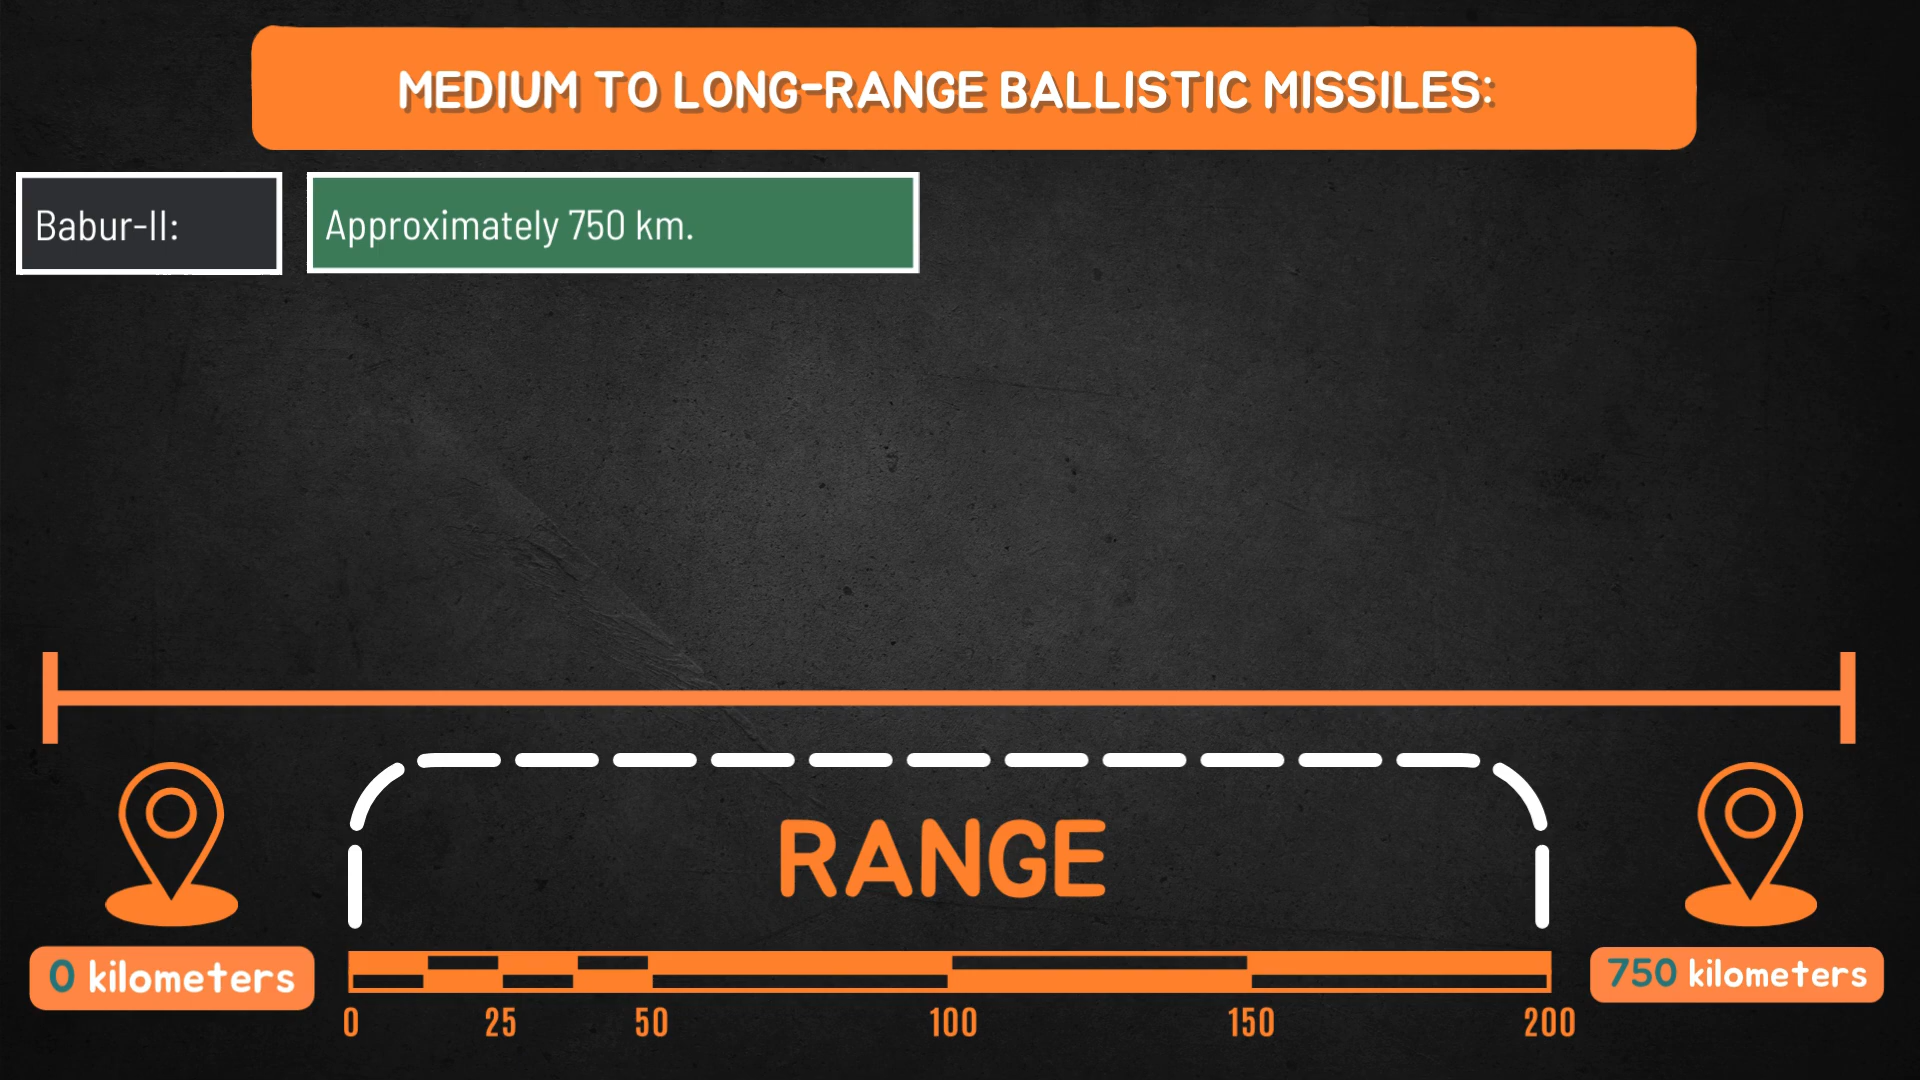 MEDIUM TO LONG-RANGE BALLISTIC MISSILES:
Babur-II: Approximately 750 km.
RANGE
0 kilometers
750 kilometers
0 25 50 100 150 200